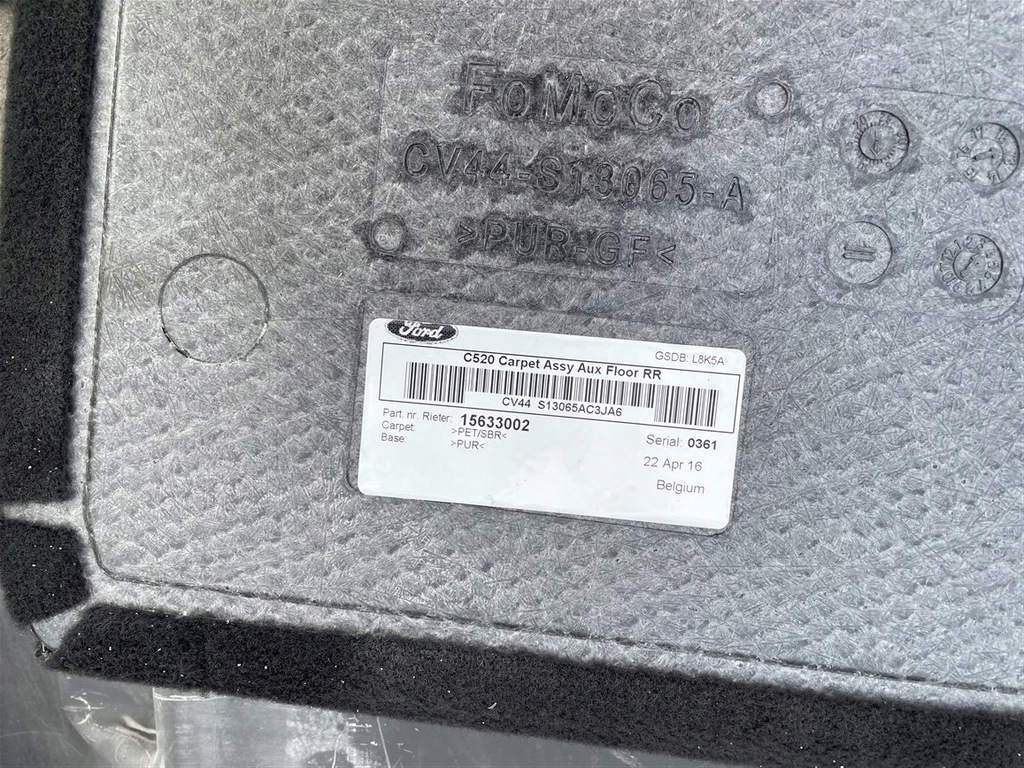 FoMoCo
CV44-S13065-A
>PUR-GF<
Ford
GSDB: L8K5A
C520 Carpet Assy Aux Floor RR
CV44 S13065AC3JA6
Part. nr. Rieter: 15633002
Carpet: >PET/SBR<
Base: >PUR<
Serial: 0361
22 Apr 16
Belgium